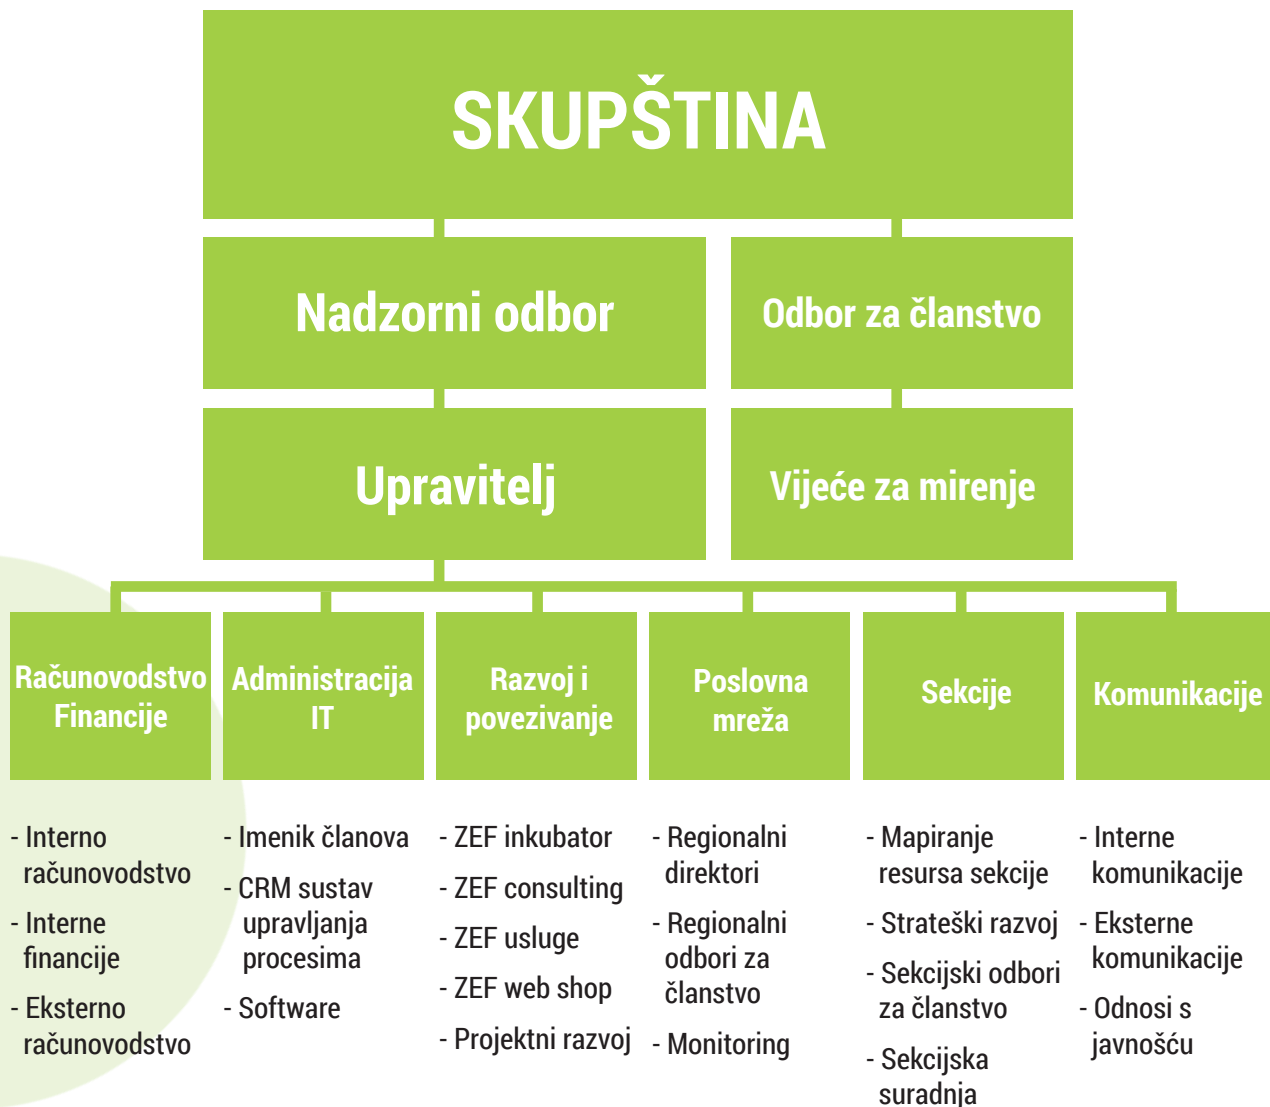 SKUPŠTINA
Nadzorni odbor
Odbor za članstvo
Upravitelj
Vijeće za mirenje
Računovodstvo
Financije
Administracija
IT
Razvoj i
povezivanje
Poslovna
mreža
Sekcije
Komunikacije
- Interno
računovodstvo
- Interne
financije
- Eksterno
računovodstvo
- Imenik članova
- CRM sustav
upravljanja
procesima
- Software
- ZEF inkubator
- ZEF consulting
- ZEF usluge
- ZEF web shop
- Projektni razvoj
- Regionalni
direktori
- Regionalni
odbori za
članstvo
- Monitoring
- Mapiranje
resursa sekcije
- Strateški razvoj
- Sekcijski odbori
za članstvo
- Sekcijska
suradnja
- Interne
komunikacije
- Eksterne
komunikacije
- Odnosi s
javnošću